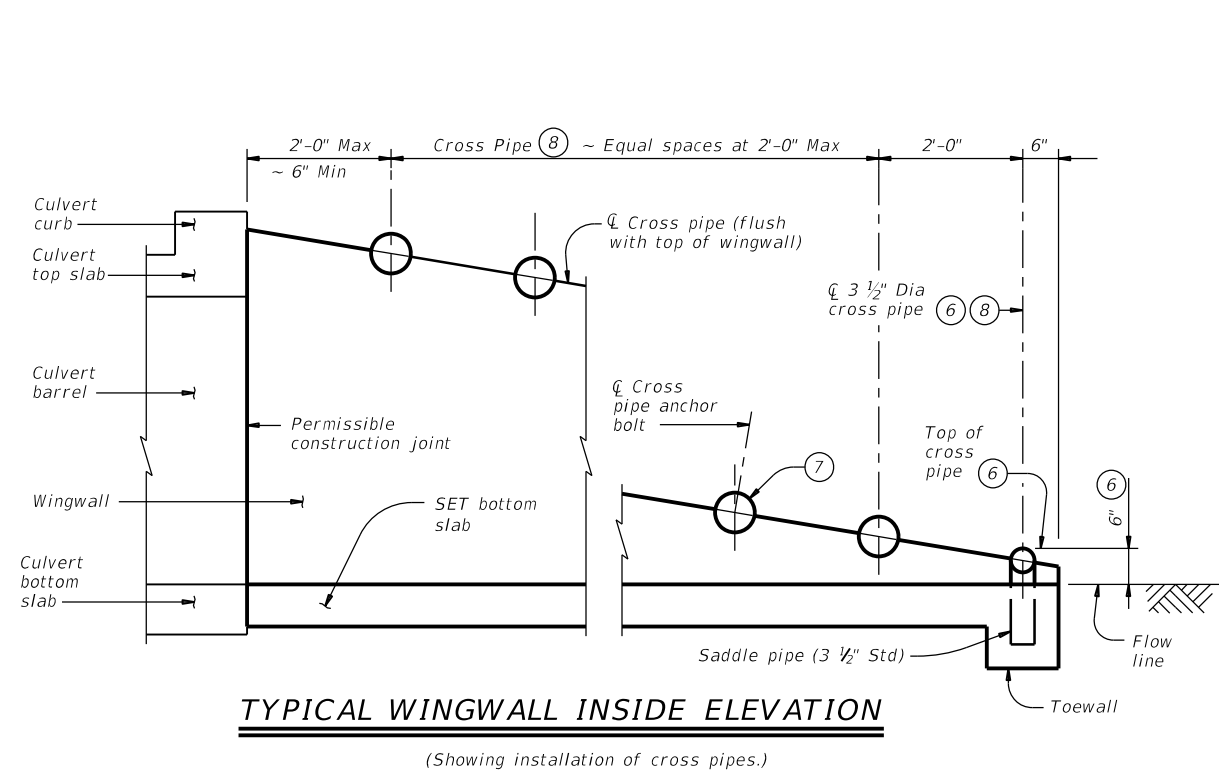 2'-0" Max
~ 6" Min
Cross Pipe 8 ~ Equal spaces at 2'-0" Max
2'-0"
6"
Culvert
curb
Culvert
top slab
℄ Cross pipe (flush
with top of wingwall)
℄ 3 ½" Dia
cross pipe 6 8
Culvert
barrel
℄ Cross
pipe anchor
bolt
Permissible
construction joint
Top of
cross
pipe 6
7
6
6"
Wingwall
SET bottom
slab
Culvert
bottom
slab
Saddle pipe (3 ½" Std)
Flow
line
Toewall
TYPICAL WINGWALL INSIDE ELEVATION
(Showing installation of cross pipes.)